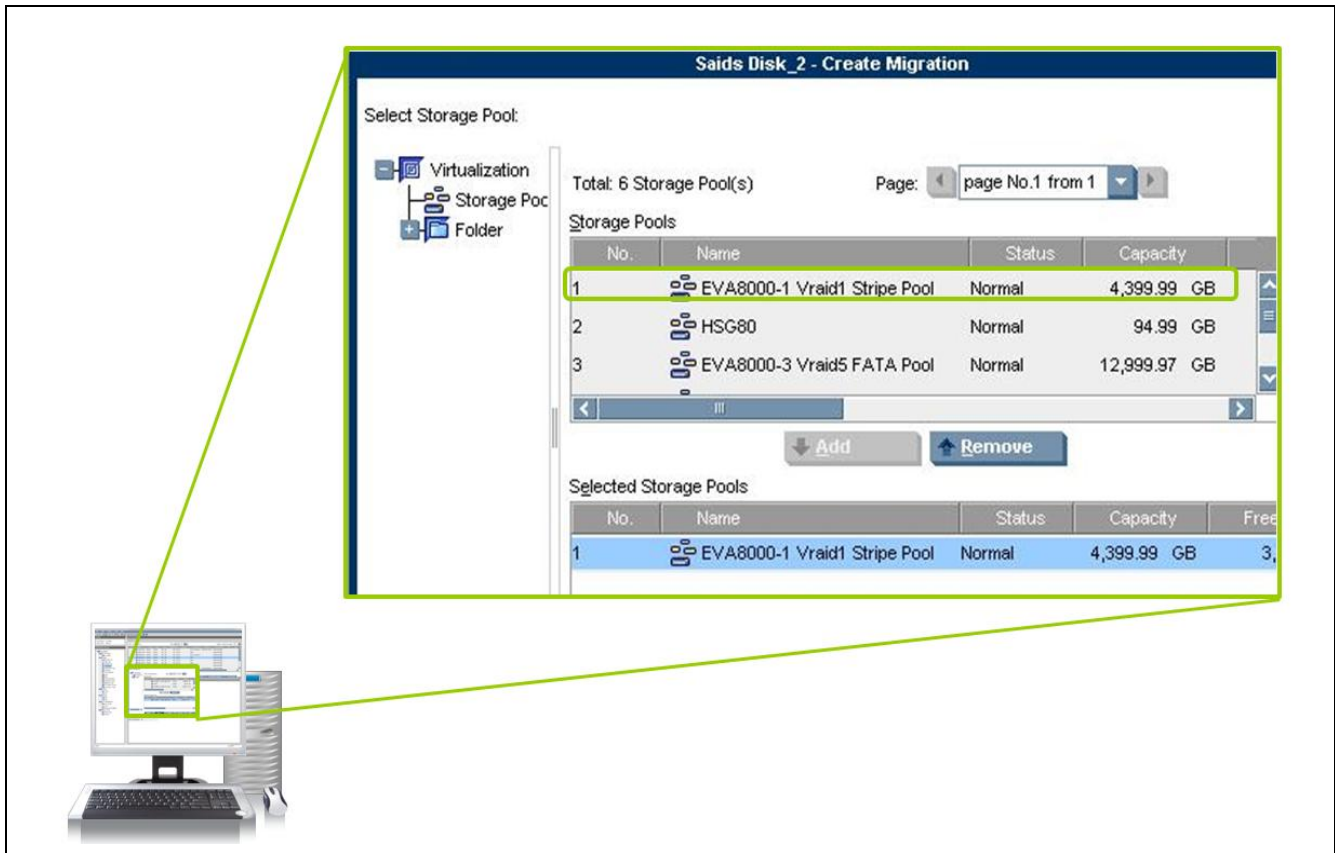 Saids Disk_2 - Create Migration
Select Storage Pool:
Virtualization
Storage Poo
Folder
Total: 6 Storage Pool(s) Page: page No.1 from 1
Storage Pools
No. Name Status Capacity
1 EVA8000-1 Vraid1 Stripe Pool Normal 4,399.99 GB
2 HSG80 Normal 94.99 GB
3 EVA8000-3 Vraid5 FATA Pool Normal 12,999.97 GB
Add Remove
Selected Storage Pools
No. Name Status Capacity Free
1 EVA8000-1 Vraid1 Stripe Pool Normal 4,399.99 GB 3,